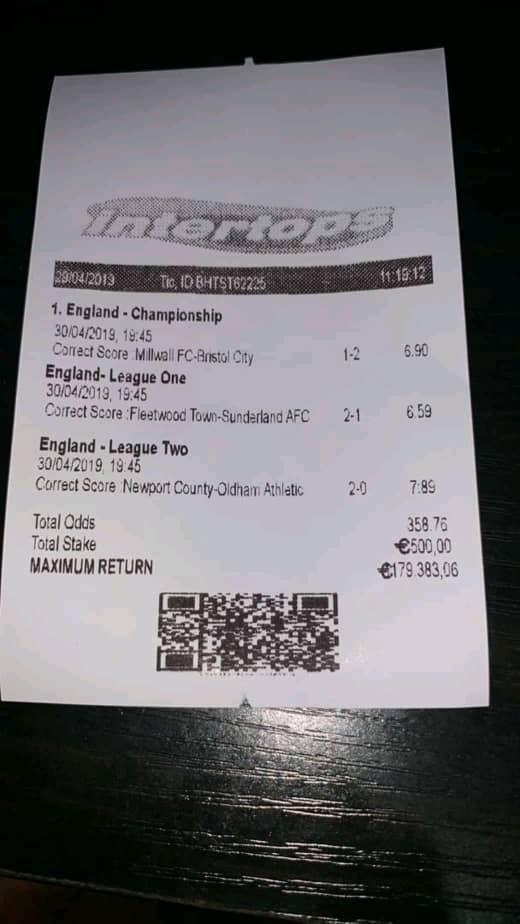 intertops
29/04/2019 Tic. ID BHTST62225 11:19:12
1. England - Championship
30/04/2019, 19:45
Correct Score :Millwall FC-Bristol City 1-2 6.90
England- League One
30/04/2019, 19:45
Correct Score :Fleetwood Town-Sunderland AFC 2-1 6.59
England - League Two
30/04/2019, 19:45
Correct Score :Newport County-Oldham Athletic 2-0 7:89
Total Odds 358.76
Total Stake €500,00
MAXIMUM RETURN €179.383,06